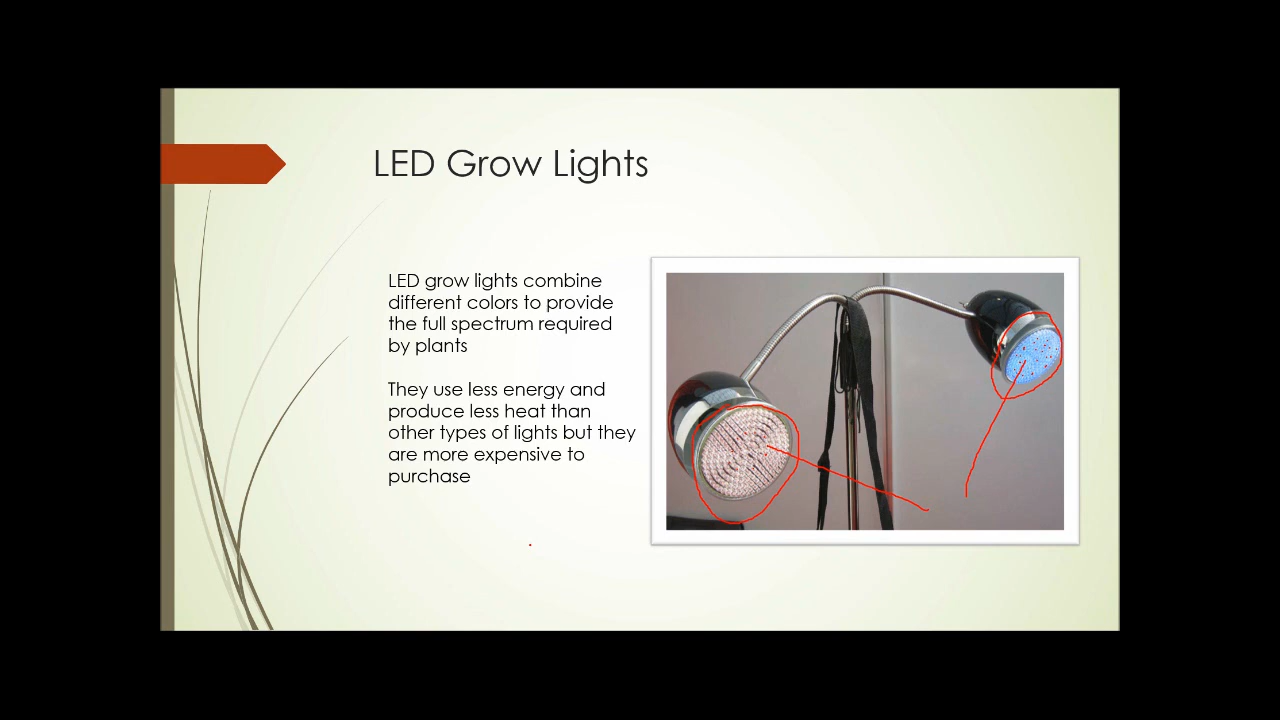 LED Grow Lights
LED grow lights combine
different colors to provide
the full spectrum required
by plants
They use less energy and
produce less heat than
other types of lights but they
are more expensive to
purchase